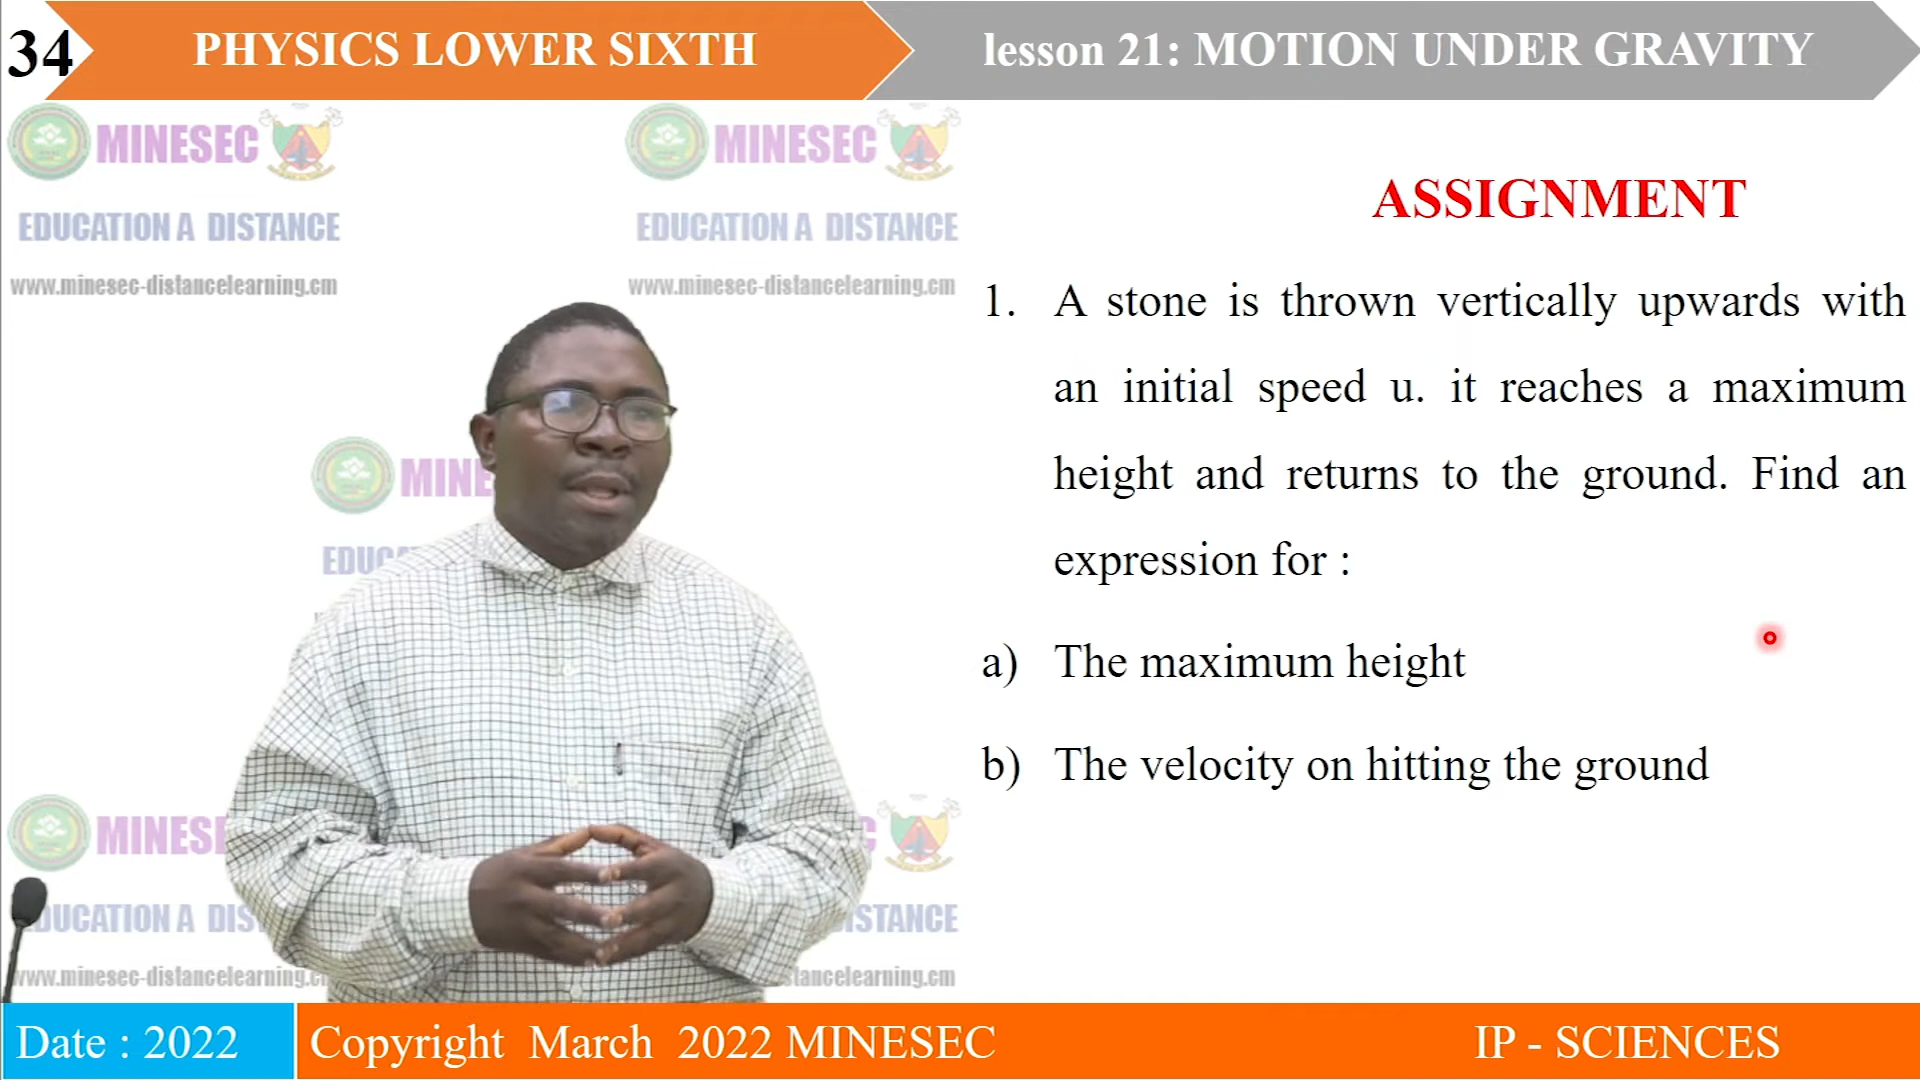 34
PHYSICS LOWER SIXTH
lesson 21: MOTION UNDER GRAVITY
MINESEC
EDUCATION A DISTANCE
www.minesec-distancelearning.cm
MINESEC
EDUCATION A DISTANCE
www.minesec-distancelearning.cm
ASSIGNMENT
1. A stone is thrown vertically upwards with
an initial speed u. it reaches a maximum
height and returns to the ground. Find an
expression for :
a) The maximum height
b) The velocity on hitting the ground
Date : 2022
Copyright March 2022 MINESEC
IP - SCIENCES